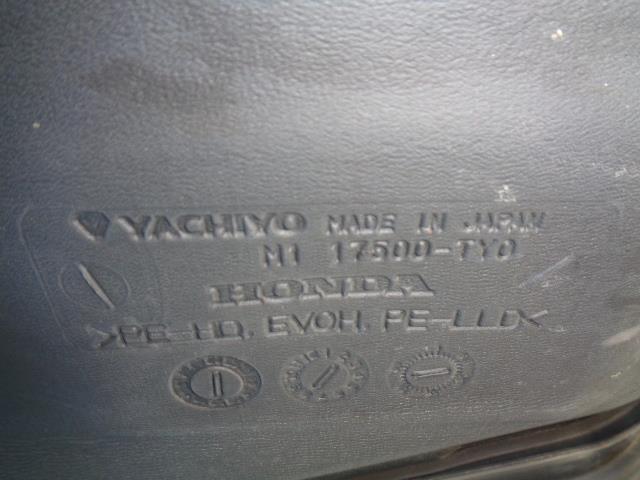 YACHIYO MADE IN JAPAN
M1 17500-TY0
HONDA
>PE-HD, EVOH, PE-LLD<